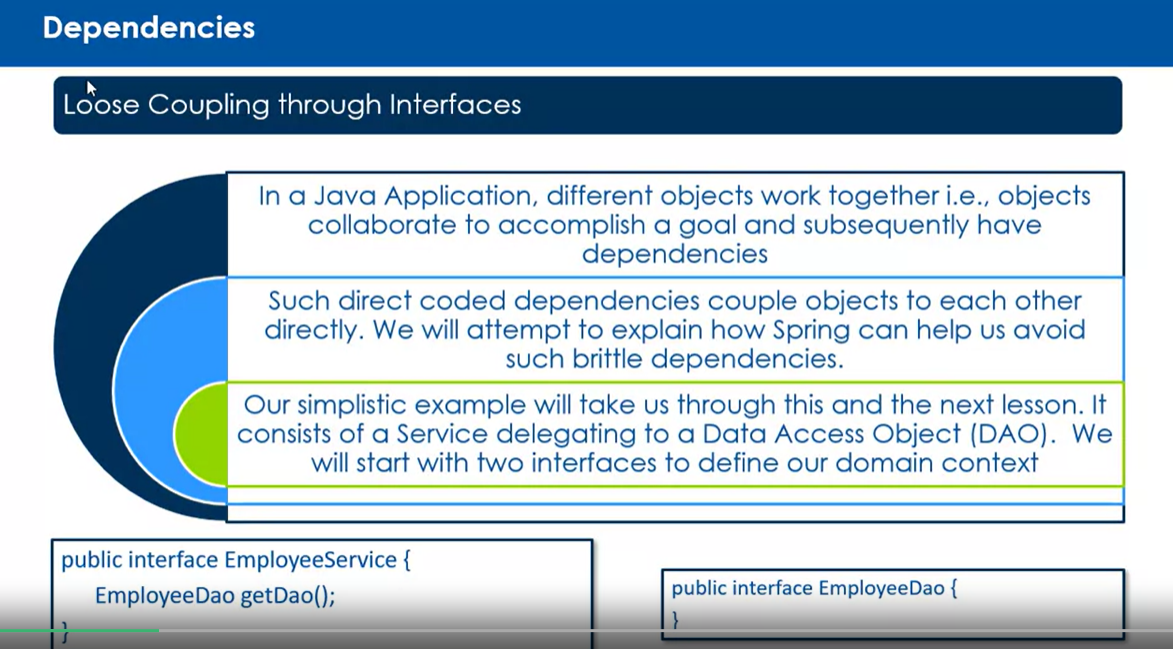 Dependencies
Loose Coupling through Interfaces
In a Java Application, different objects work together i.e., objects
collaborate to accomplish a goal and subsequently have
dependencies
Such direct coded dependencies couple objects to each other
directly. We will attempt to explain how Spring can help us avoid
such brittle dependencies.
Our simplistic example will take us through this and the next lesson. It
consists of a Service delegating to a Data Access Object (DAO).  We
will start with two interfaces to define our domain context
public interface EmployeeService {
EmployeeDao getDao();
}
public interface EmployeeDao {
}